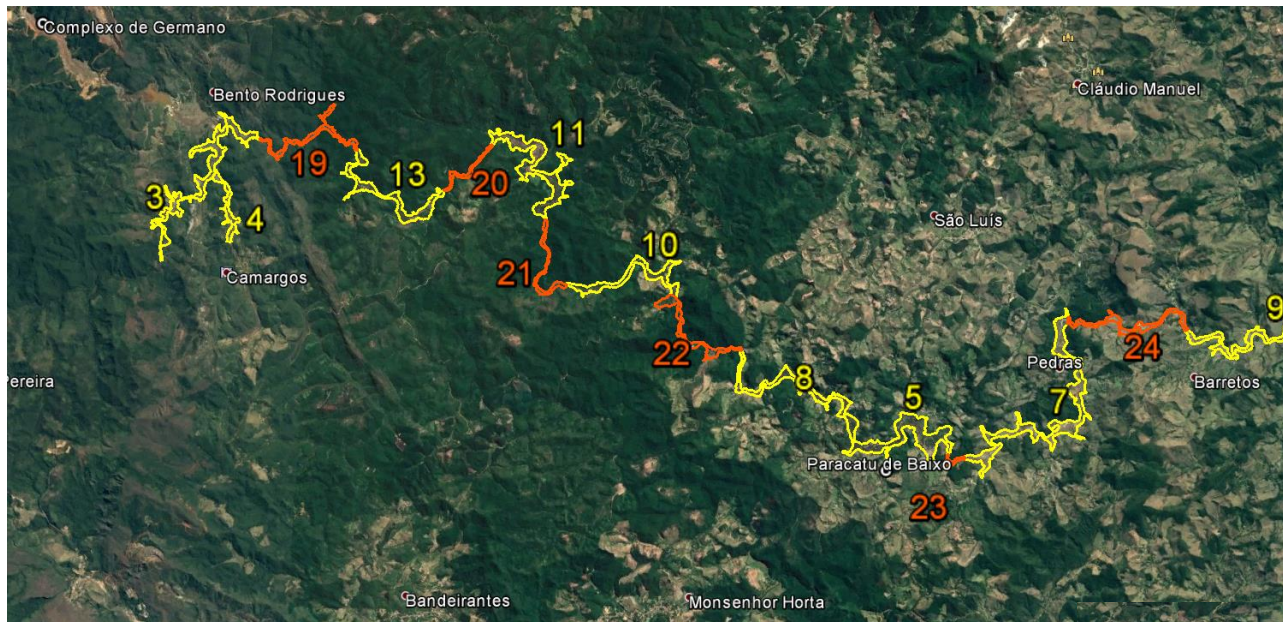 Complexo de Germano
Cláudio Manuel
Bento Rodrigues
11
19
13
20
3
4
São Luís
10
Camargos
21
9
24
22
Pedras
Pereira
8
Barretos
5
7
Paracatu de Baixo
23
Bandeirantes
Monsenhor Horta